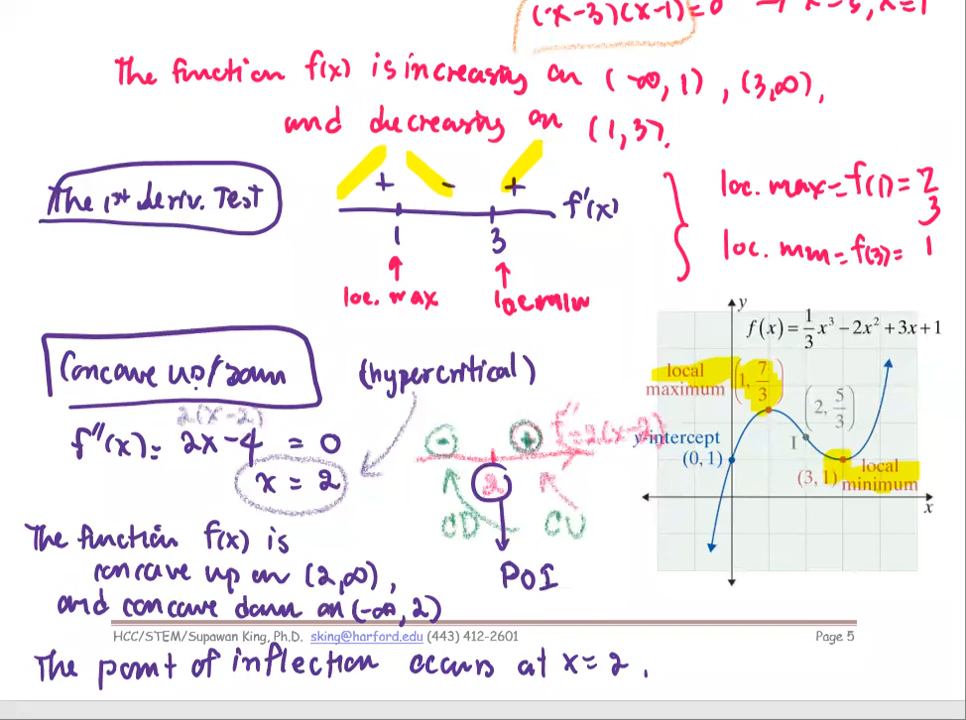 (x-3)(x-1)=0 → x=3, x=1
The function f(x) is increasing on (-∞, 1), (3,∞),
and decreasing on (1,3).
The 1st deriv. Test
+ - + f'(x)
1 3
loc. max loc. min
loc. max = f(1) = 7/3
loc. min = f(3) = 1
Concave up/down
(hypercritical)
2(x-2)
f''(x) = 2x-4 = 0
x = 2
- + f''=2(x-2)
2
CD CU
POI
y
f(x) = 1/3 x³ – 2x² + 3x + 1
local
maximum
(1, 7/3)
(2, 5/3)
y-intercept
(0, 1)
I
(3, 1)
local
minimum
x
The function f(x) is
concave up on (2,∞),
and concave down on (-∞, 2)
HCC/STEM/Supawan King, Ph.D. sking@harford.edu (443) 412-2601 Page 5
The point of inflection occurs at x = 2.